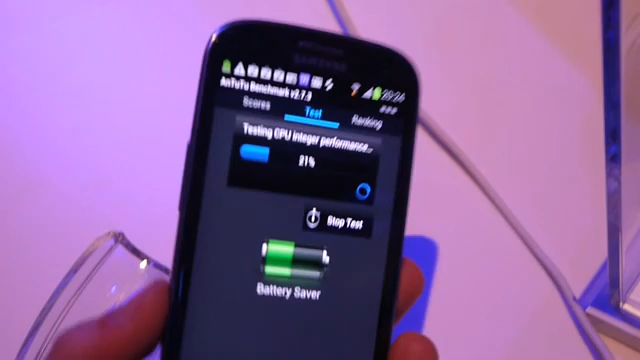 SAMSUNG
20:26
AnTuTu Benchmark v2.7.3
Scores
Test
Ranking
Testing CPU integer performance...
21%
Stop Test
Battery Saver